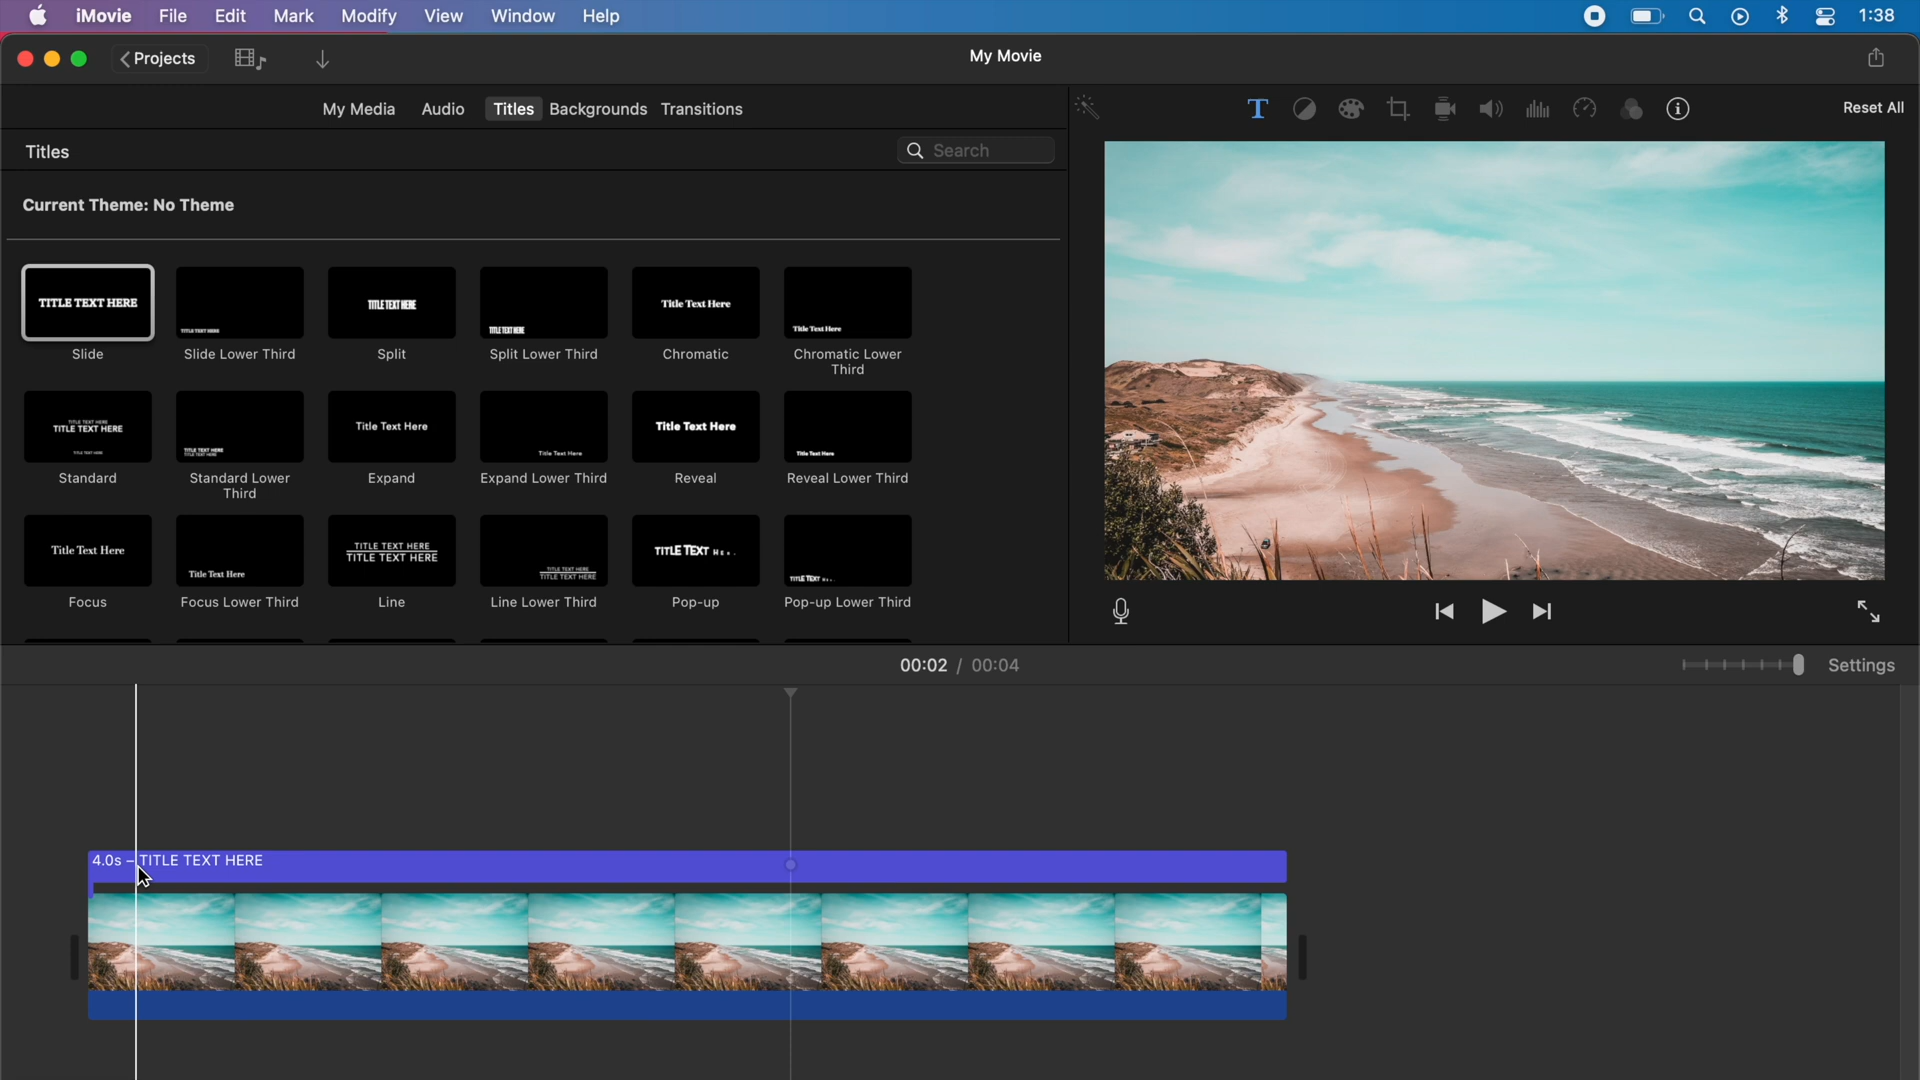 iMovie File Edit Mark Modify View Window Help 1:38
Projects My Movie
My Media Audio Titles Backgrounds Transitions T Reset All
Titles Search
Current Theme: No Theme
TITLE TEXT HERE TITLE TEXT HERE TITLE TEXT HERE TITLE TEXT HERE Title Text Here Title Text Here
Slide Slide Lower Third Split Split Lower Third Chromatic Chromatic Lower
Third
TITLE TEXT HERE
TITLE TEXT HERE
TITLE TEXT HERE
TITLE TEXT HERE
TITLE TEXT HERE
Title Text Here Title Text Here Title Text Here Title Text Here
Standard Standard Lower Expand Expand Lower Third Reveal Reveal Lower Third
Third
Title Text Here Title Text Here
TITLE TEXT HERE
TITLE TEXT HERE
TITLE TEXT HERE
TITLE TEXT HERE
TITLE TEXT
TITLE TEXT
Focus Focus Lower Third Line Line Lower Third Pop-up Pop-up Lower Third
00:02 / 00:04 Settings
4.0s – TITLE TEXT HERE